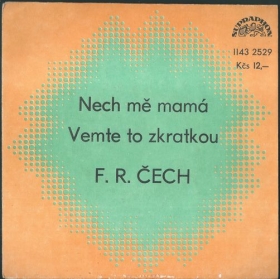 SUPRAPHON
1143 2529
Kčs 12,–
Nech mě mamá
Vemte to zkratkou
F. R. ČECH